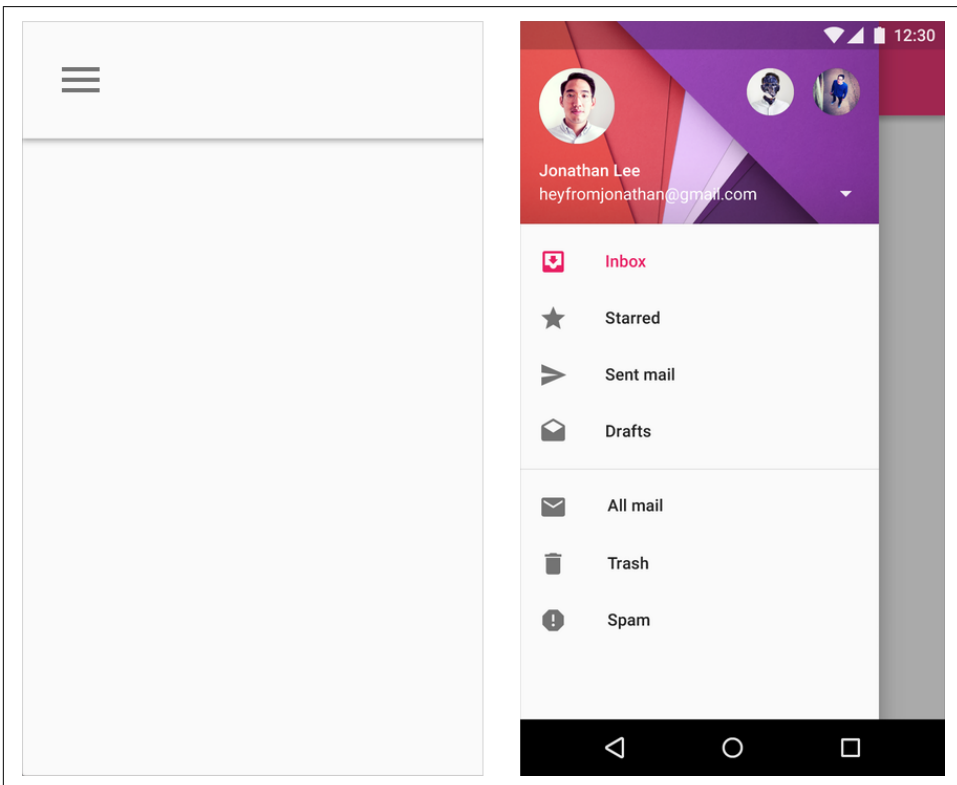 12:30
Jonathan Lee
heyfromjonathan@gmail.com
Inbox
Starred
Sent mail
Drafts
All mail
Trash
Spam